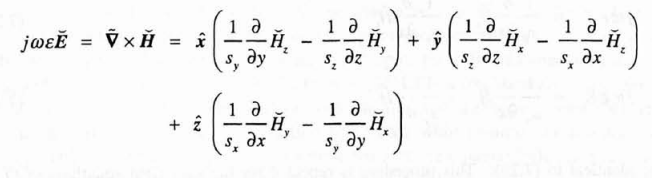 jωεĔ = ∇̃ × H̆ = x̂ ( 1/s_y ∂/∂y H̆_z − 1/s_z ∂/∂z H̆_y ) + ŷ ( 1/s_z ∂/∂z H̆_x − 1/s_x ∂/∂x H̆_z )
+ ẑ ( 1/s_x ∂/∂x H̆_y − 1/s_y ∂/∂y H̆_x )